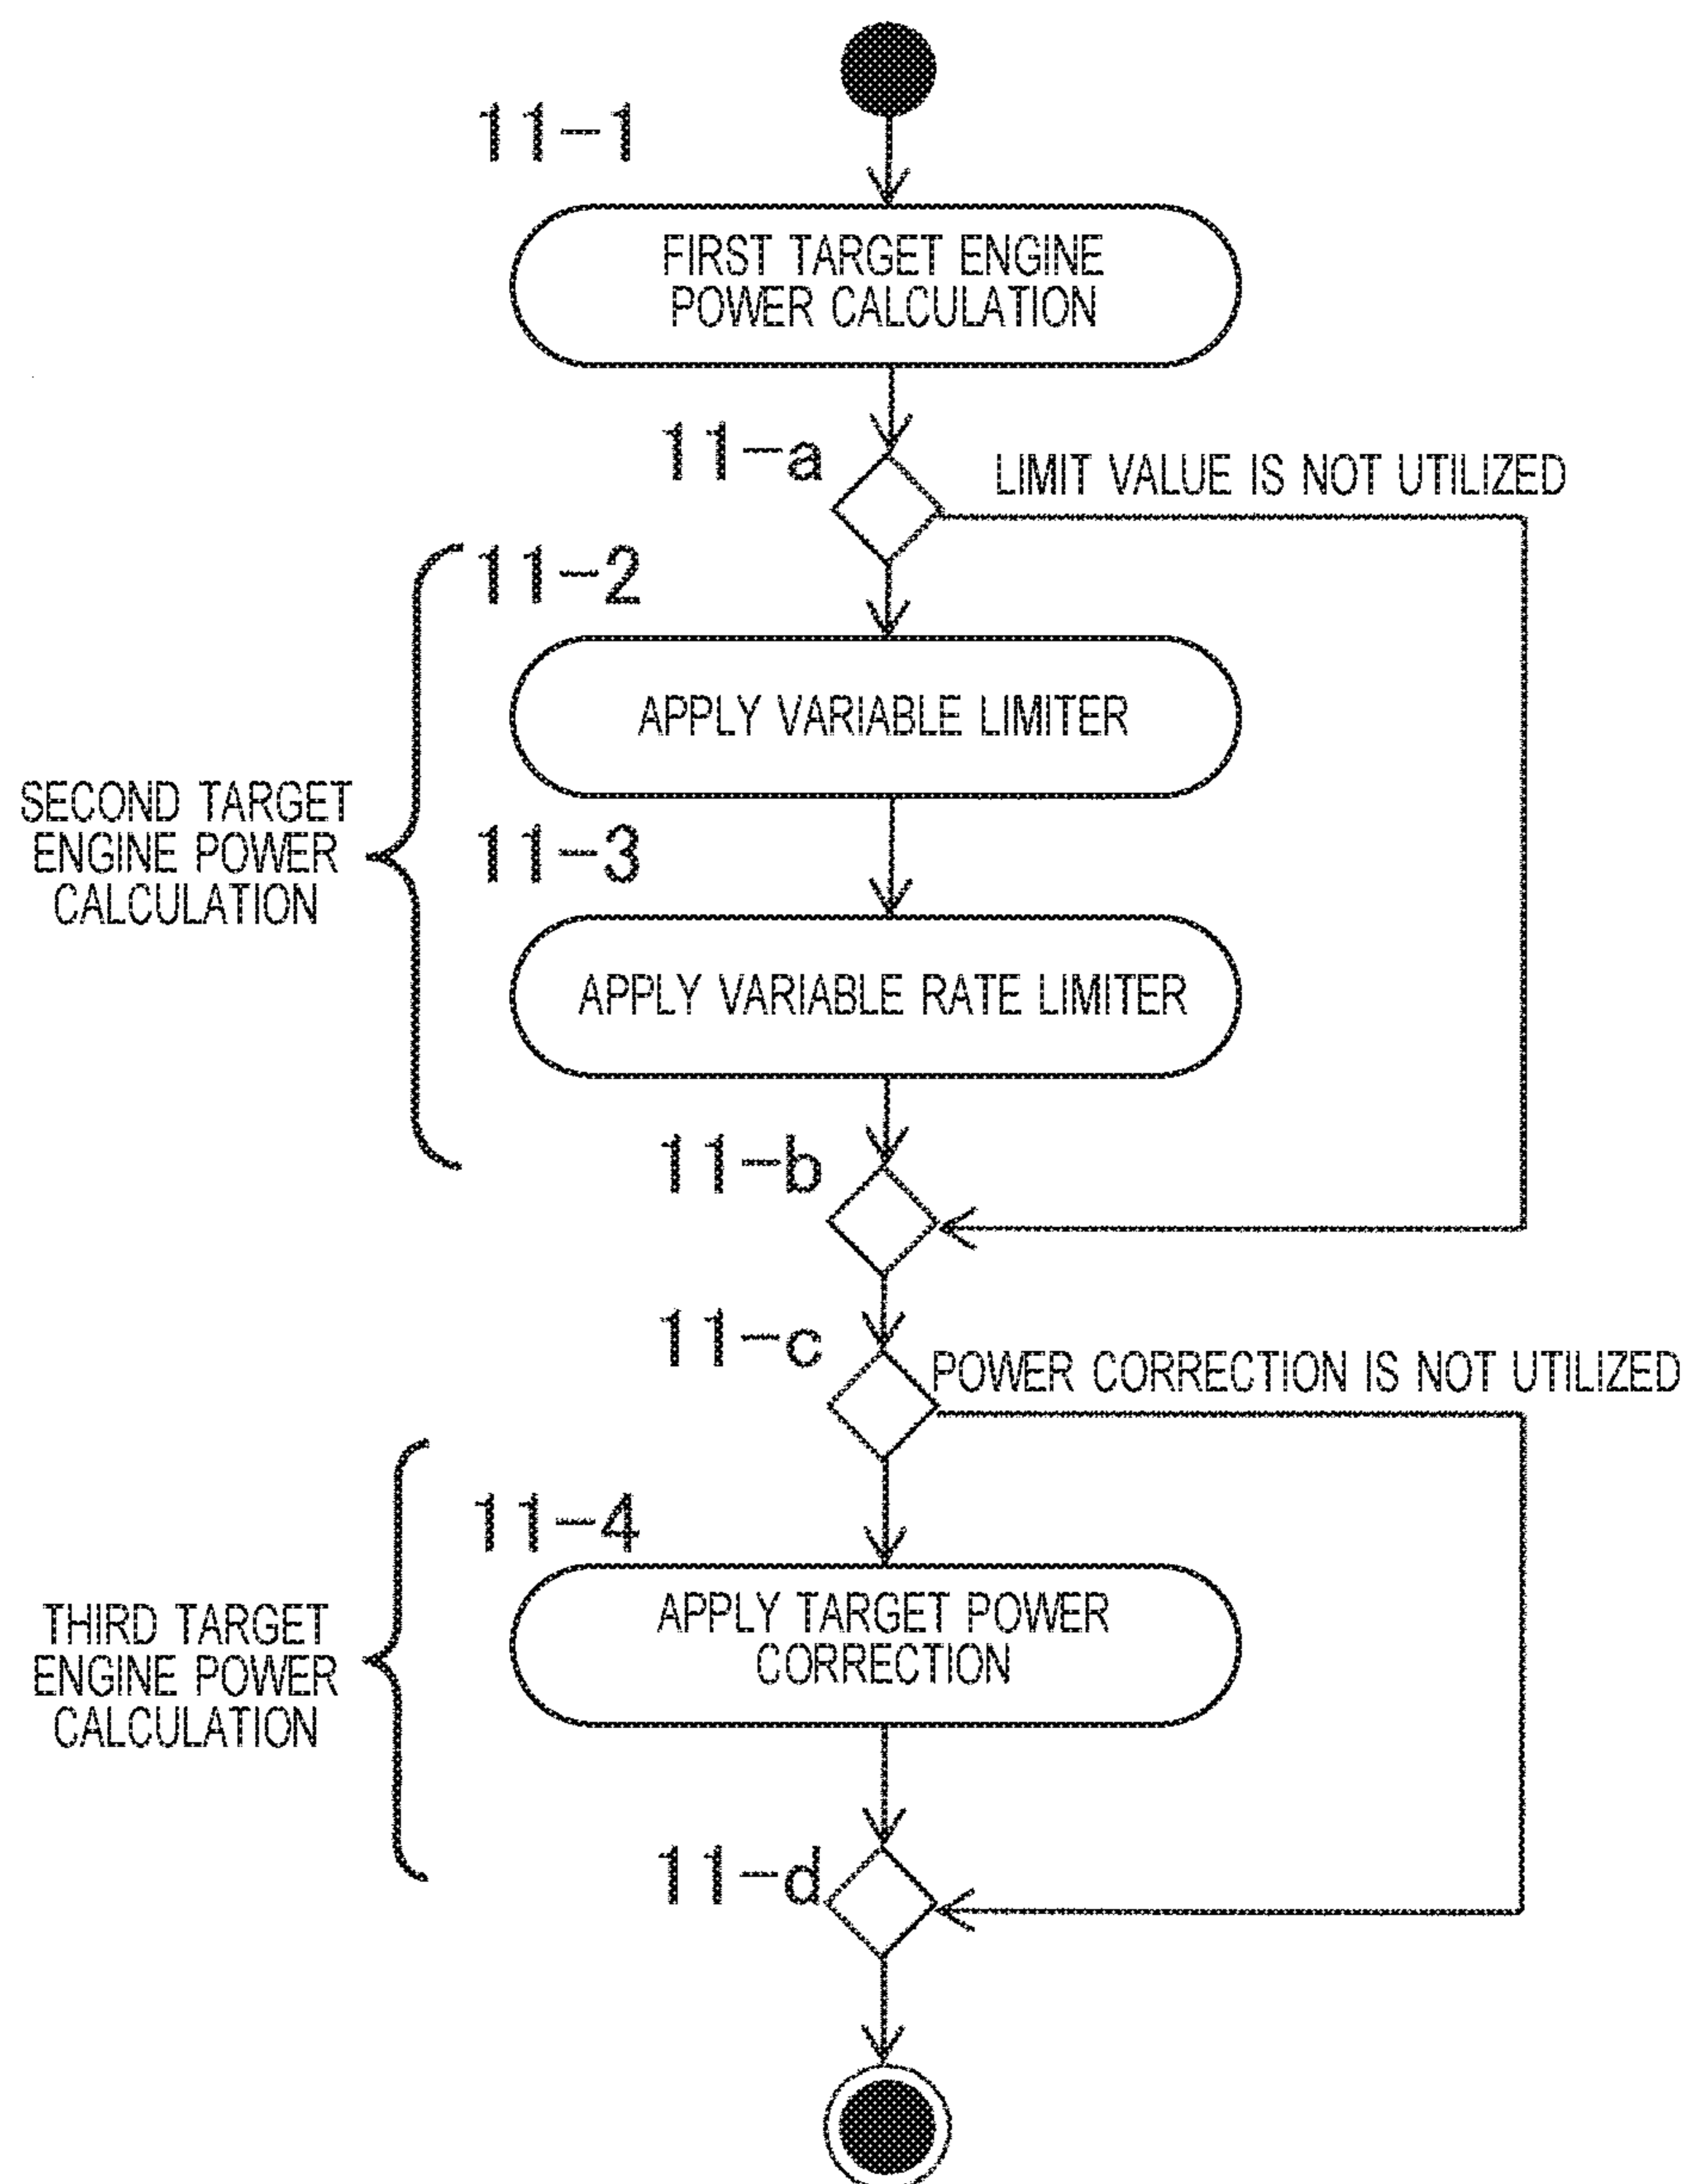 11-1
FIRST TARGET ENGINE
POWER CALCULATION
11-a
LIMIT VALUE IS NOT UTILIZED
11-2
APPLY VARIABLE LIMITER
SECOND TARGET
ENGINE POWER
CALCULATION
11-3
APPLY VARIABLE RATE LIMITER
11-b
11-c
POWER CORRECTION IS NOT UTILIZED
11-4
APPLY TARGET POWER
CORRECTION
THIRD TARGET
ENGINE POWER
CALCULATION
11-d